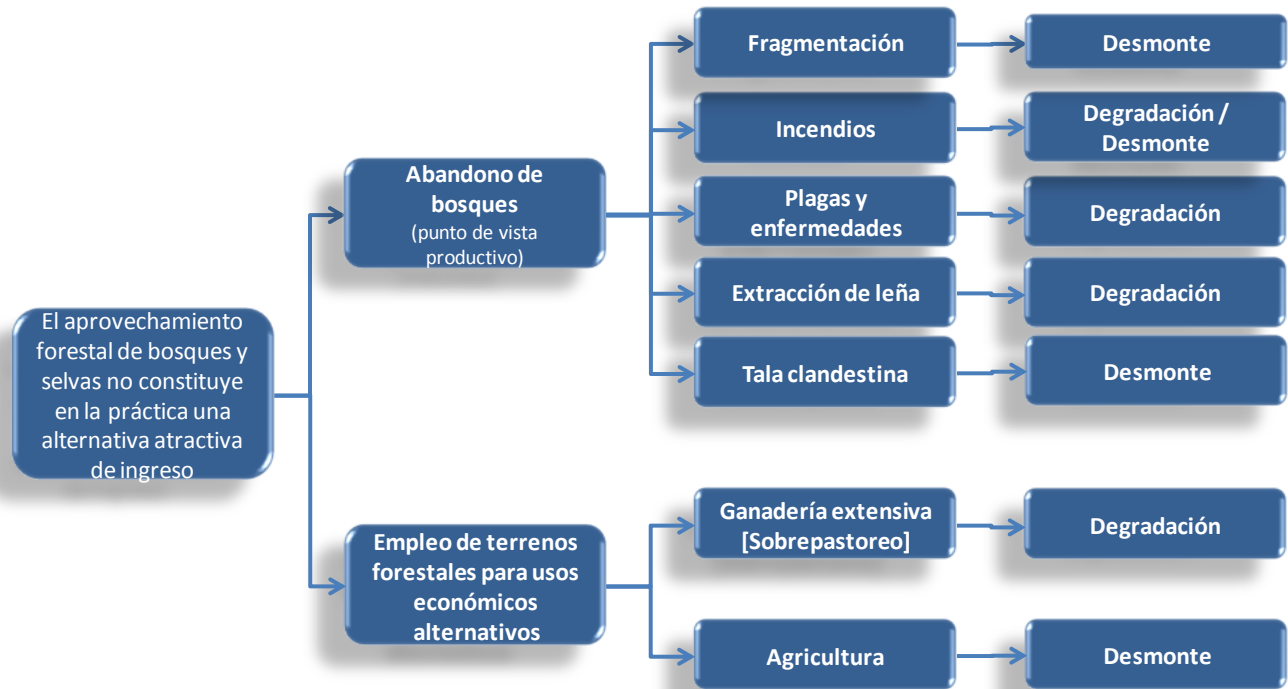 El aprovechamiento
forestal de bosques y
selvas no constituye
en la práctica una
alternativa atractiva
de ingreso
Abandono de
bosques
(punto de vista
productivo)
Fragmentación
Desmonte
Incendios
Degradación /
Desmonte
Plagas y
enfermedades
Degradación
Extracción de leña
Degradación
Tala clandestina
Desmonte
Empleo de terrenos
forestales para usos
económicos
alternativos
Ganadería extensiva
[Sobrepastoreo]
Degradación
Agricultura
Desmonte